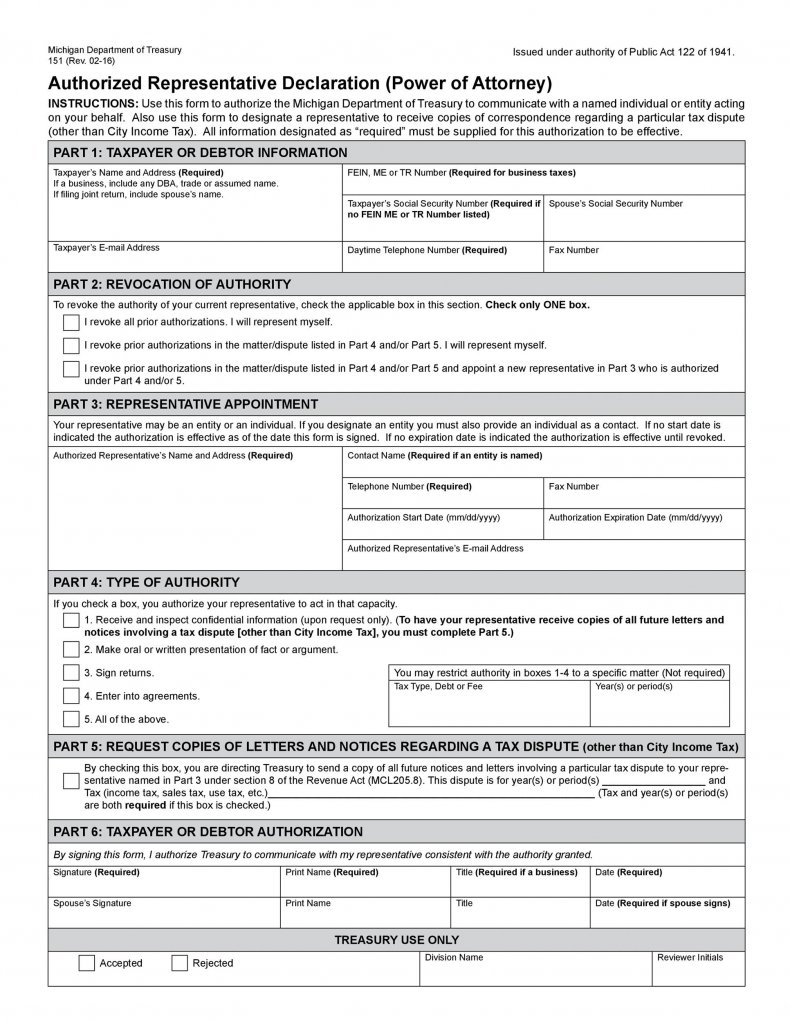 Michigan Department of Treasury
151 (Rev. 02-16)
Issued under authority of Public Act 122 of 1941.
Authorized Representative Declaration (Power of Attorney)
INSTRUCTIONS: Use this form to authorize the Michigan Department of Treasury to communicate with a named individual or entity acting
on your behalf. Also use this form to designate a representative to receive copies of correspondence regarding a particular tax dispute
(other than City Income Tax). All information designated as “required” must be supplied for this authorization to be effective.
PART 1: TAXPAYER OR DEBTOR INFORMATION
Taxpayer's Name and Address (Required)
If a business, include any DBA, trade or assumed name.
If filing joint return, include spouse's name.
FEIN, ME or TR Number (Required for business taxes)
Taxpayer's Social Security Number (Required if
no FEIN ME or TR Number listed)
Spouse's Social Security Number
Taxpayer's E-mail Address
Daytime Telephone Number (Required)
Fax Number
PART 2: REVOCATION OF AUTHORITY
To revoke the authority of your current representative, check the applicable box in this section. Check only ONE box.
I revoke all prior authorizations. I will represent myself.
I revoke prior authorizations in the matter/dispute listed in Part 4 and/or Part 5. I will represent myself.
I revoke prior authorizations in the matter/dispute listed in Part 4 and/or Part 5 and appoint a new representative in Part 3 who is authorized
under Part 4 and/or 5.
PART 3: REPRESENTATIVE APPOINTMENT
Your representative may be an entity or an individual. If you designate an entity you must also provide an individual as a contact. If no start date is
indicated the authorization is effective as of the date this form is signed. If no expiration date is indicated the authorization is effective until revoked.
Authorized Representative's Name and Address (Required)
Contact Name (Required if an entity is named)
Telephone Number (Required)
Fax Number
Authorization Start Date (mm/dd/yyyy)
Authorization Expiration Date (mm/dd/yyyy)
Authorized Representative's E-mail Address
PART 4: TYPE OF AUTHORITY
If you check a box, you authorize your representative to act in that capacity.
1. Receive and inspect confidential information (upon request only). (To have your representative receive copies of all future letters and
notices involving a tax dispute [other than City Income Tax], you must complete Part 5.)
2. Make oral or written presentation of fact or argument.
3. Sign returns.
4. Enter into agreements.
5. All of the above.
You may restrict authority in boxes 1-4 to a specific matter (Not required)
Tax Type, Debt or Fee
Year(s) or period(s)
PART 5: REQUEST COPIES OF LETTERS AND NOTICES REGARDING A TAX DISPUTE (other than City Income Tax)
By checking this box, you are directing Treasury to send a copy of all future notices and letters involving a particular tax dispute to your repre-
sentative named in Part 3 under section 8 of the Revenue Act (MCL205.8). This dispute is for year(s) or period(s) ____________________ and
Tax (income tax, sales tax, use tax, etc.)______________________________________________________________ (Tax and year(s) or period(s)
are both required if this box is checked.)
PART 6: TAXPAYER OR DEBTOR AUTHORIZATION
By signing this form, I authorize Treasury to communicate with my representative consistent with the authority granted.
Signature (Required)
Print Name (Required)
Title (Required if a business)
Date (Required)
Spouse's Signature
Print Name
Title
Date (Required if spouse signs)
TREASURY USE ONLY
Accepted
Rejected
Division Name
Reviewer Initials